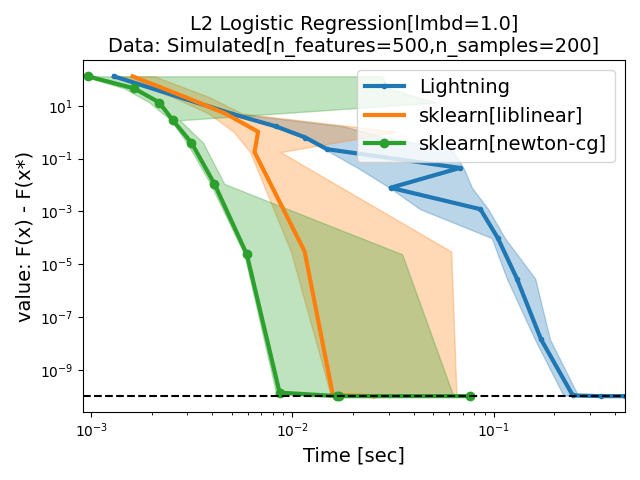 L2 Logistic Regression[lmbd=1.0]
Data: Simulated[n_features=500,n_samples=200]
Lightning
sklearn[liblinear]
sklearn[newton-cg]
value: F(x) - F(x*)
10¹
10⁻¹
10⁻³
10⁻⁵
10⁻⁷
10⁻⁹
10⁻³
10⁻²
10⁻¹
Time [sec]